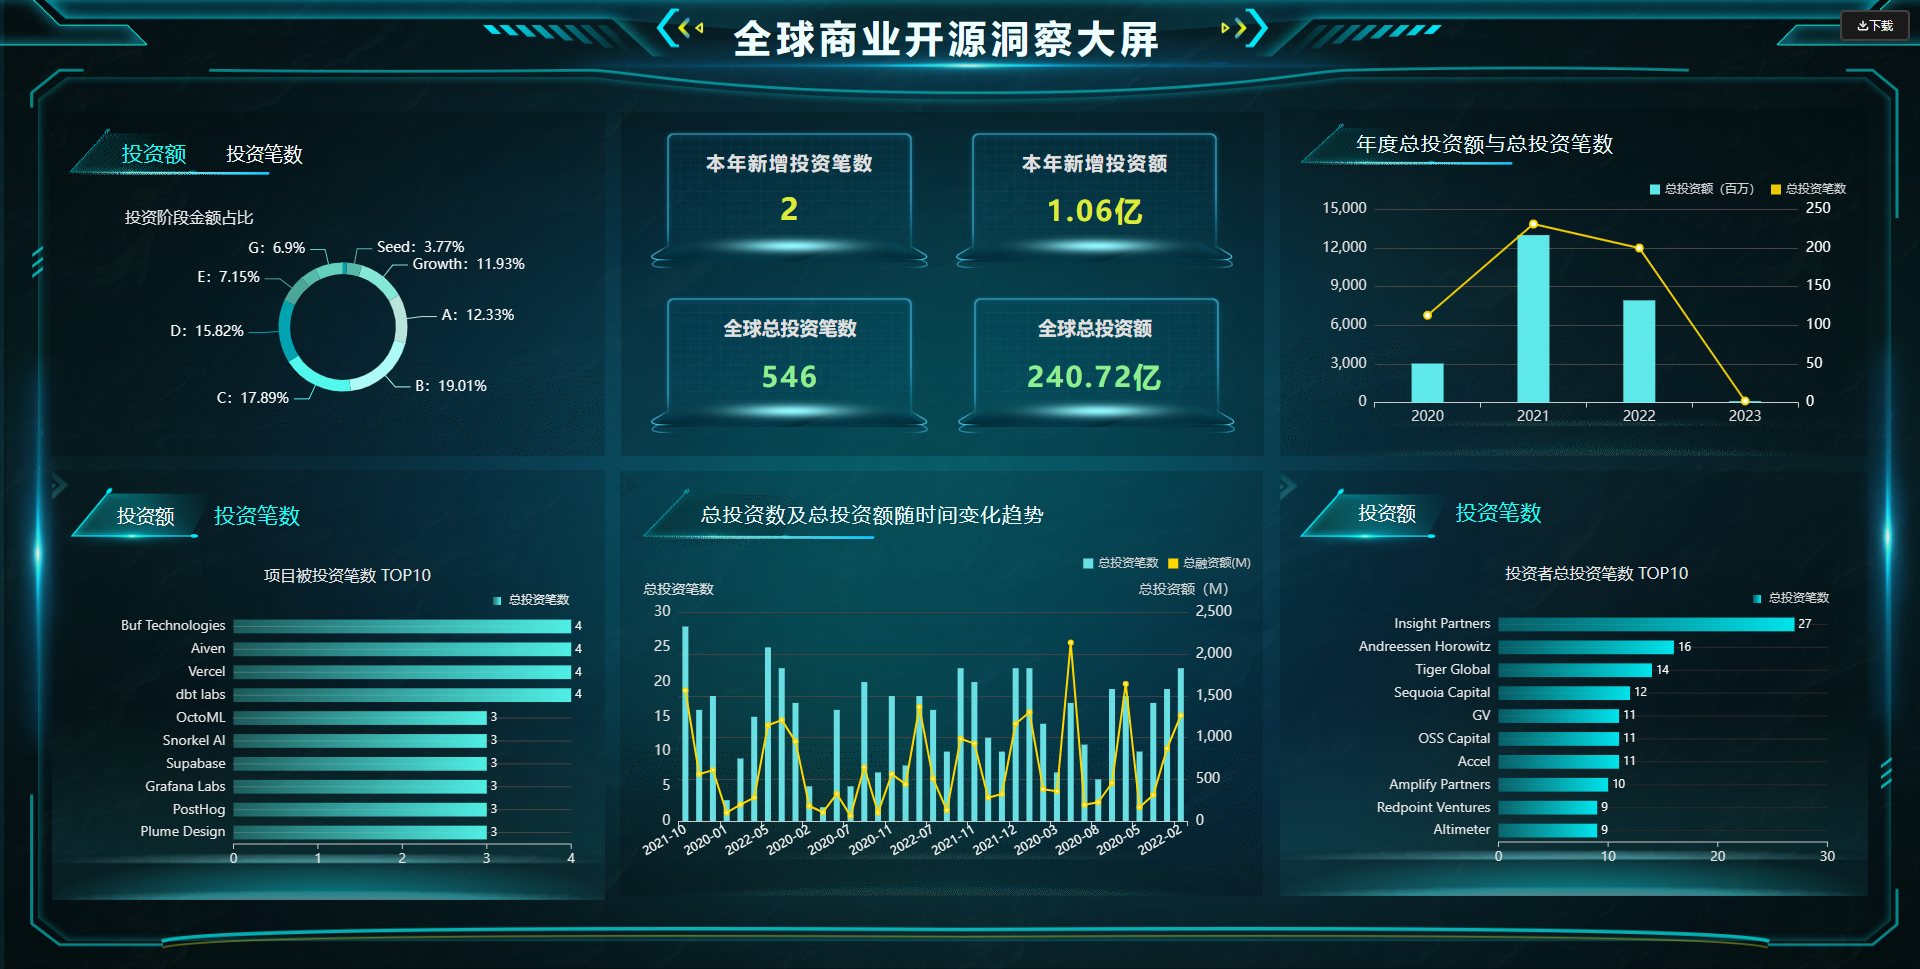 全球商业开源洞察大屏
下载
投资额 投资笔数
投资阶段金额占比
Seed: 3.77%
Growth: 11.93%
A: 12.33%
B: 19.01%
C: 17.89%
D: 15.82%
E: 7.15%
G: 6.9%
本年新增投资笔数
2
本年新增投资额
1.06亿
全球总投资笔数
546
全球总投资额
240.72亿
年度总投资额与总投资笔数
总投资额（百万） 总投资笔数
15,000 250
12,000 200
9,000 150
6,000 100
3,000 50
0 0
2020 2021 2022 2023
投资额 投资笔数
项目被投资笔数 TOP10
总投资笔数
Buf Technologies 4
Aiven 4
Vercel 4
dbt labs 4
OctoML 3
Snorkel AI 3
Supabase 3
Grafana Labs 3
PostHog 3
Plume Design 3
0 1 2 3 4
总投资数及总投资额随时间变化趋势
总投资笔数 总融资额(M)
总投资笔数 总投资额（M）
30 2,500
25 2,000
20 1,500
15 1,000
10 500
5
0 0
2021-10 2020-01 2022-05 2020-02 2020-07 2020-11 2022-07 2021-11 2021-12 2020-03 2020-08 2020-05 2022-02
投资额 投资笔数
投资者总投资笔数 TOP10
总投资笔数
Insight Partners 27
Andreessen Horowitz 16
Tiger Global 14
Sequoia Capital 12
GV 11
OSS Capital 11
Accel 11
Amplify Partners 10
Redpoint Ventures 9
Altimeter 9
0 10 20 30